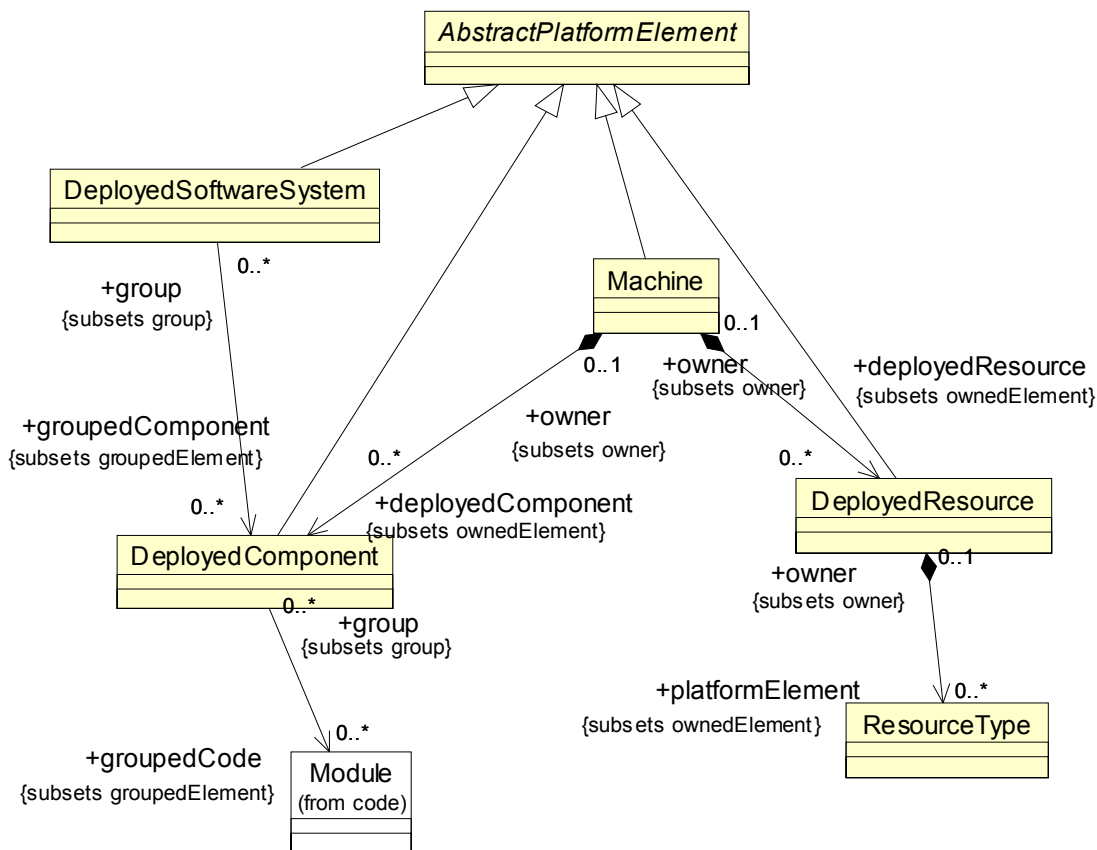 AbstractPlatformElement
DeployedSoftwareSystem
0..*
+group
{subsets group}
Machine
0..1
0..1
+owner
{subsets owner}
+deployedResource
{subsets ownedElement}
+owner
{subsets owner}
+groupedComponent
{subsets groupedElement}
0..*
0..*
0..*
+deployedComponent
{subsets ownedElement}
DeployedResource
DeployedComponent
0..1
+owner
{subsets owner}
0..*
+group
{subsets group}
+platformElement
{subsets ownedElement}
0..*
ResourceType
0..*
+groupedCode
{subsets groupedElement}
Module
(from code)